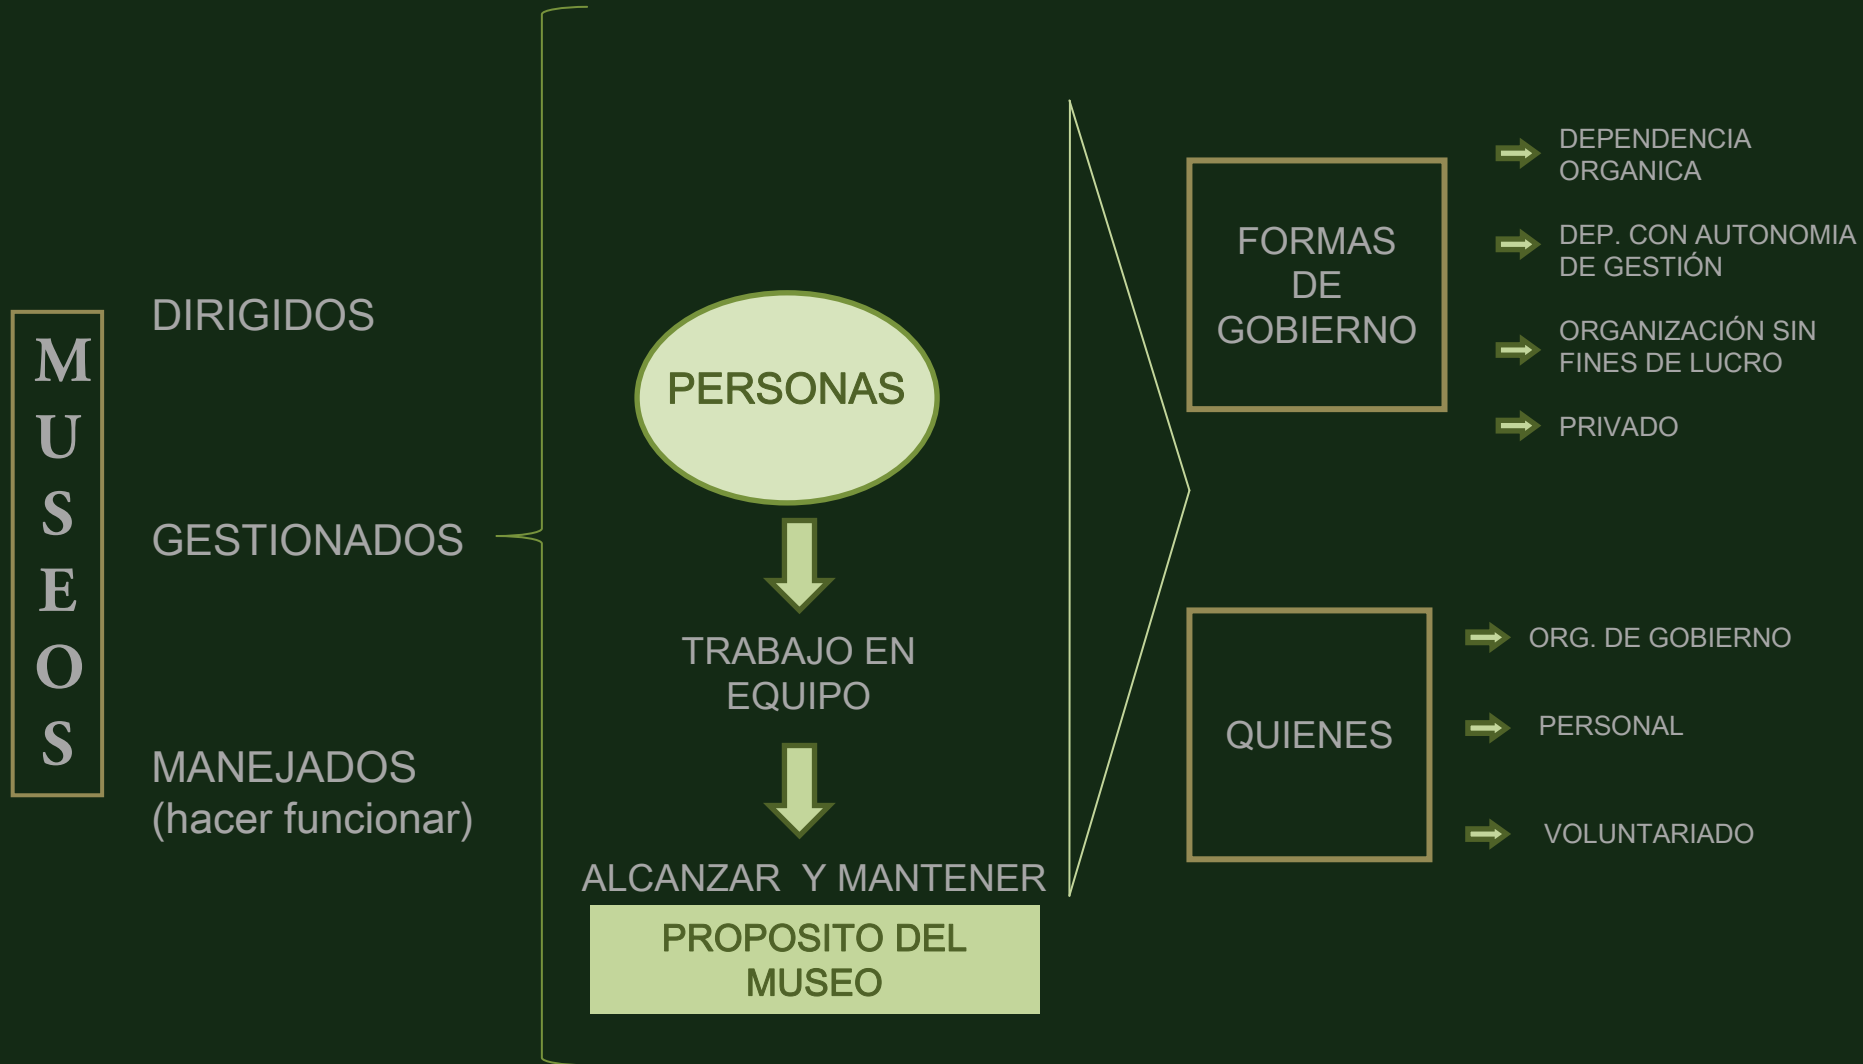 MUSEOS
DIRIGIDOS
GESTIONADOS
MANEJADOS
(hacer funcionar)
PERSONAS
TRABAJO EN
EQUIPO
ALCANZAR Y MANTENER
PROPOSITO DEL
MUSEO
FORMAS
DE
GOBIERNO
DEPENDENCIA
ORGANICA
DEP. CON AUTONOMIA
DE GESTIÓN
ORGANIZACIÓN SIN
FINES DE LUCRO
PRIVADO
QUIENES
ORG. DE GOBIERNO
PERSONAL
VOLUNTARIADO